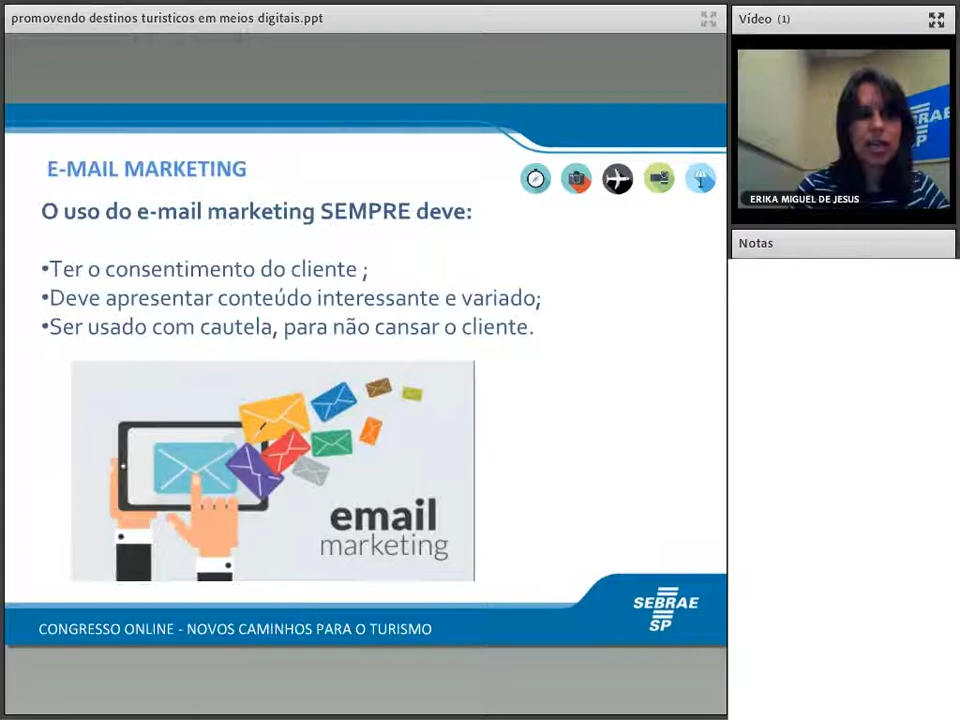 promovendo destinos turisticos em meios digitais.ppt
Vídeo (1)
E-MAIL MARKETING
O uso do e-mail marketing SEMPRE deve:
•Ter o consentimento do cliente ;
•Deve apresentar conteúdo interessante e variado;
•Ser usado com cautela, para não cansar o cliente.
email
marketing
SEBRAE
SP
CONGRESSO ONLINE - NOVOS CAMINHOS PARA O TURISMO
RAE
SP
ERIKA MIGUEL DE JESUS
Notas